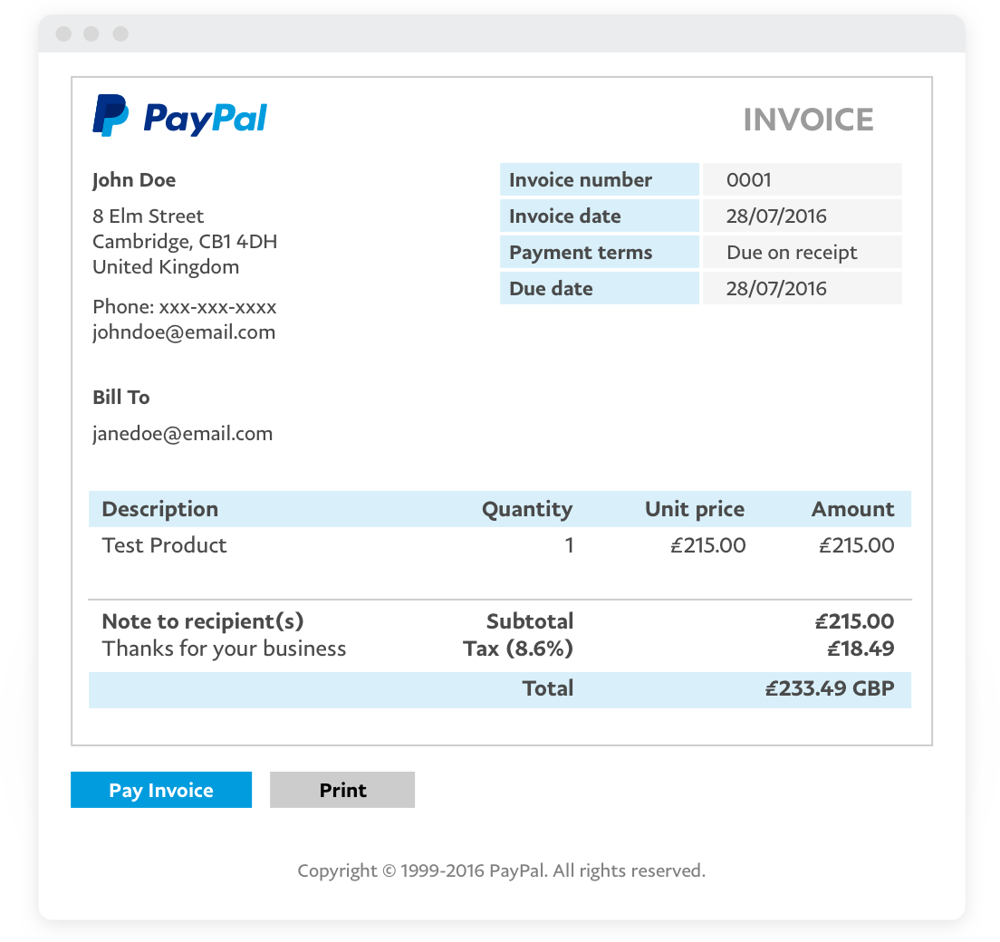 PayPal
INVOICE
John Doe
8 Elm Street
Cambridge, CB1 4DH
United Kingdom
Phone: xxx-xxx-xxxx
johndoe@email.com
Invoice number 0001
Invoice date 28/07/2016
Payment terms Due on receipt
Due date 28/07/2016
Bill To
janedoe@email.com
Description Quantity Unit price Amount
Test Product 1 £215.00 £215.00
Note to recipient(s) Subtotal £215.00
Thanks for your business Tax (8.6%) £18.49
Total £233.49 GBP
Pay Invoice Print
Copyright © 1999-2016 PayPal. All rights reserved.